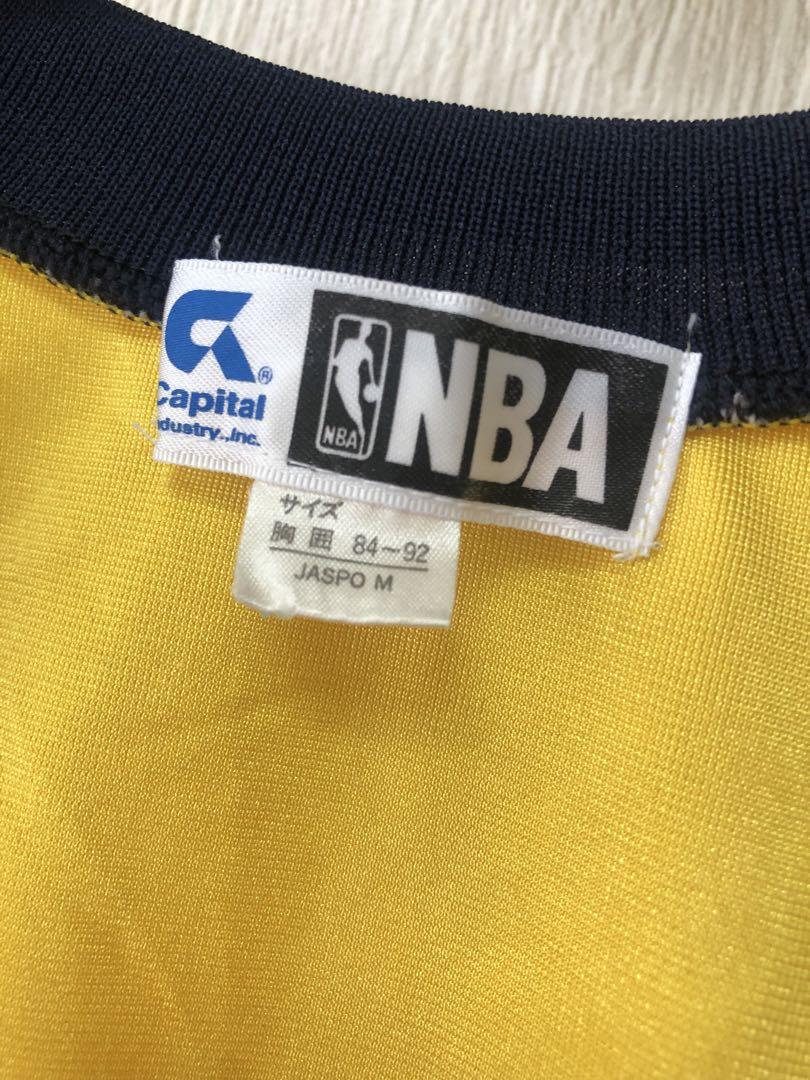 Capital
ndustry.,Inc.
®
NBA
NBA
サイズ
胸囲 84~92
JASPO M